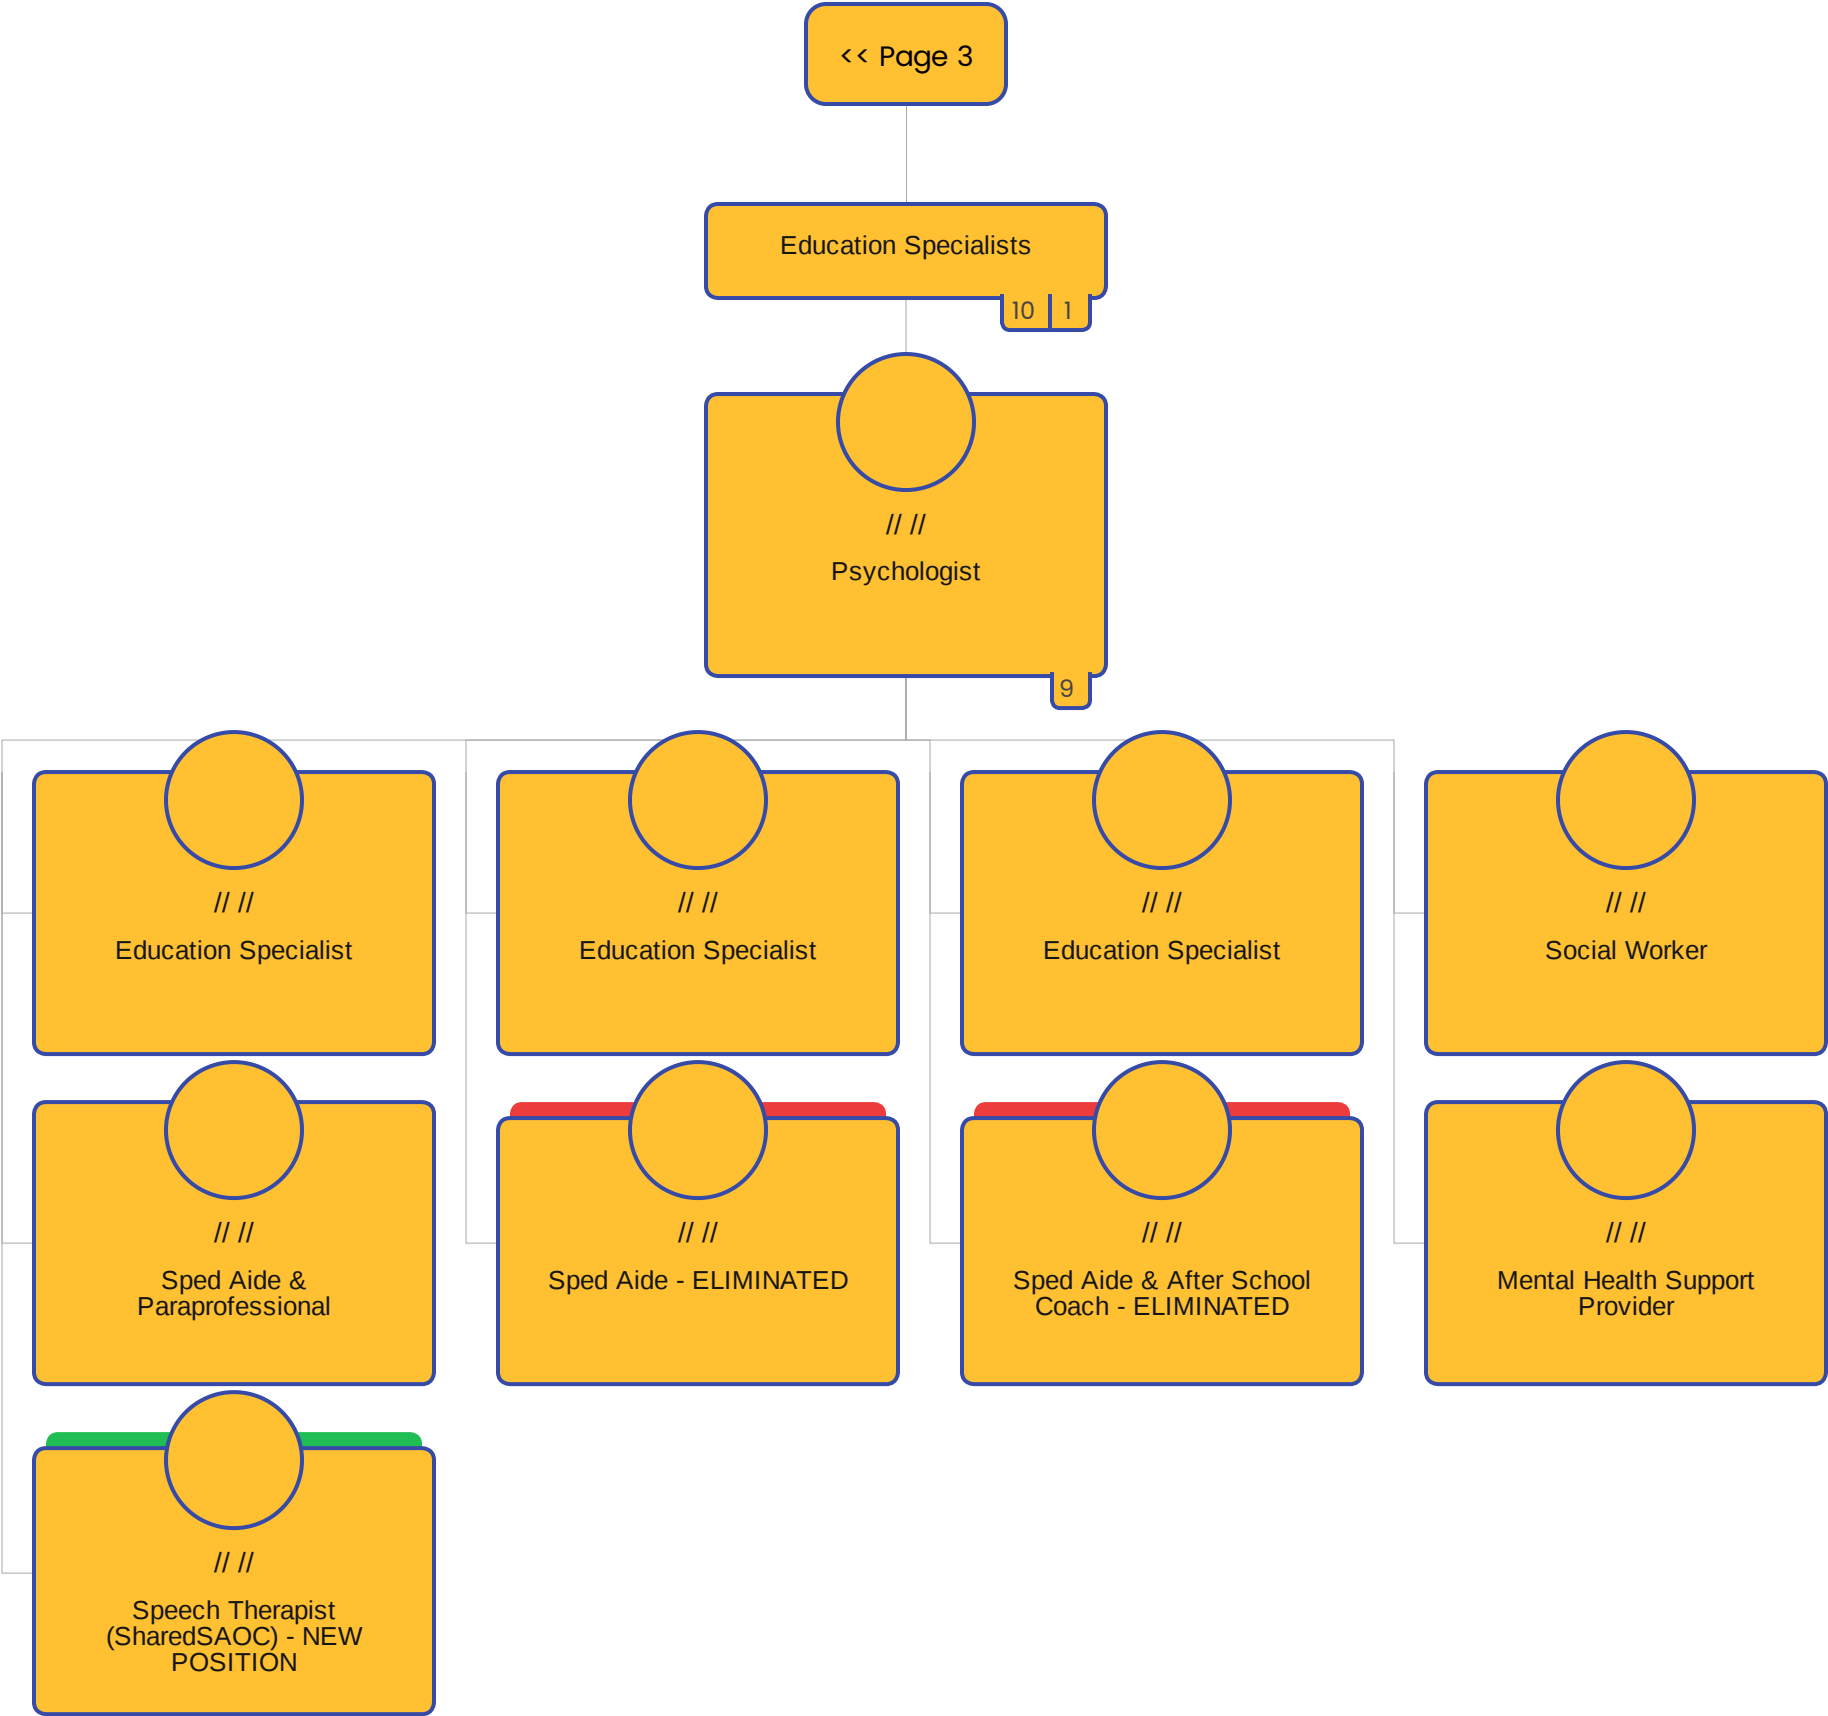 << Page 3
Education Specialists
10 1
// //
Psychologist
9
// //
Education Specialist
// //
Education Specialist
// //
Education Specialist
// //
Social Worker
// //
Sped Aide &
Paraprofessional
// //
Sped Aide - ELIMINATED
// //
Sped Aide & After School
Coach - ELIMINATED
// //
Mental Health Support
Provider
// //
Speech Therapist
(SharedSAOC) - NEW
POSITION